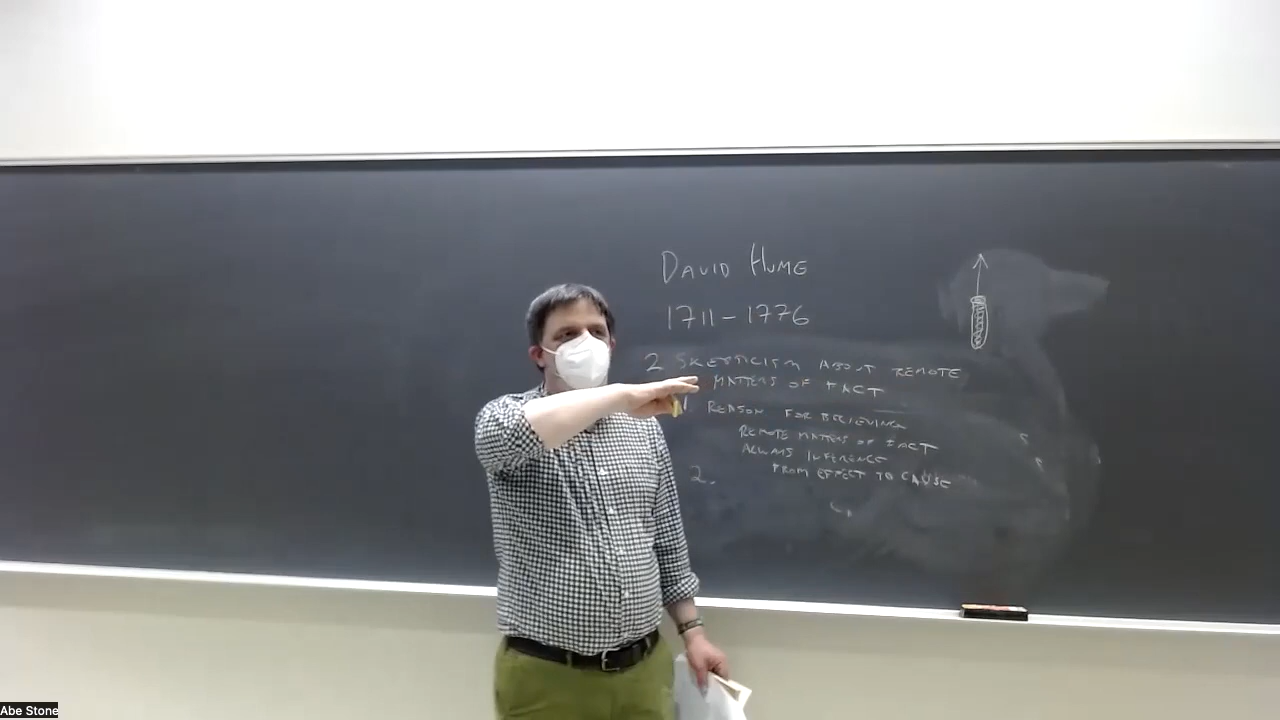 DAVID HUME
1711-1776
2 SKEPTICISM ABOUT REMOTE
MATTERS OF FACT
1 REASON FOR BELIEVING
REMOTE MATTERS OF FACT
ALWAYS INFERENCE
FROM EFFECT TO CAUSE
2.
Abe Stone